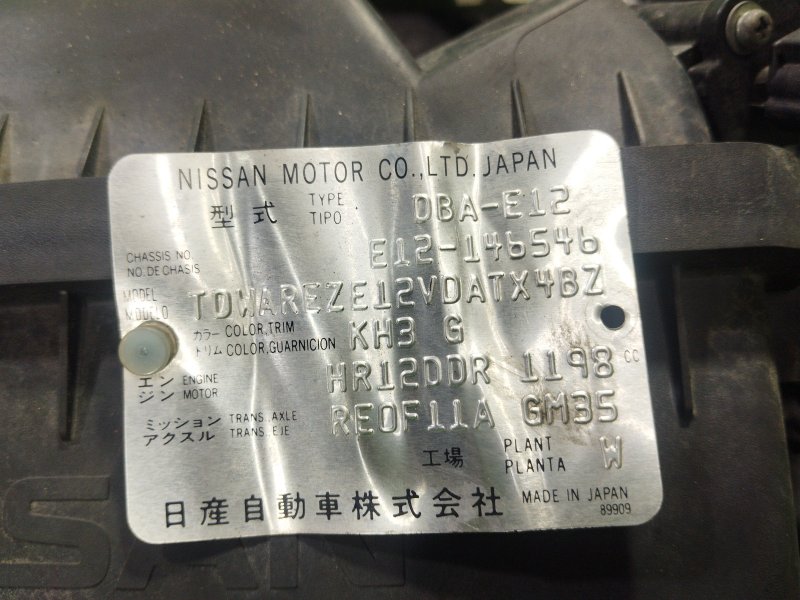 NISSAN MOTOR CO.,LTD. JAPAN
型式 TYPE TIPO DBA-E12
CHASSIS NO. NO. DE CHASIS E12-146546
MODEL MODELO TDWAREZE12VDATX4BZ
カラー COLOR,TRIM トリム COLOR,GUARNICION KH3 G
エンジン ENGINE MOTOR HR12DDR 1198 CC
ミッション TRANS.,AXLE アクスル TRANS.,EJE RE0F11A GM35
工場 PLANT PLANTA W
日産自動車株式会社 MADE IN JAPAN
89909
SAN